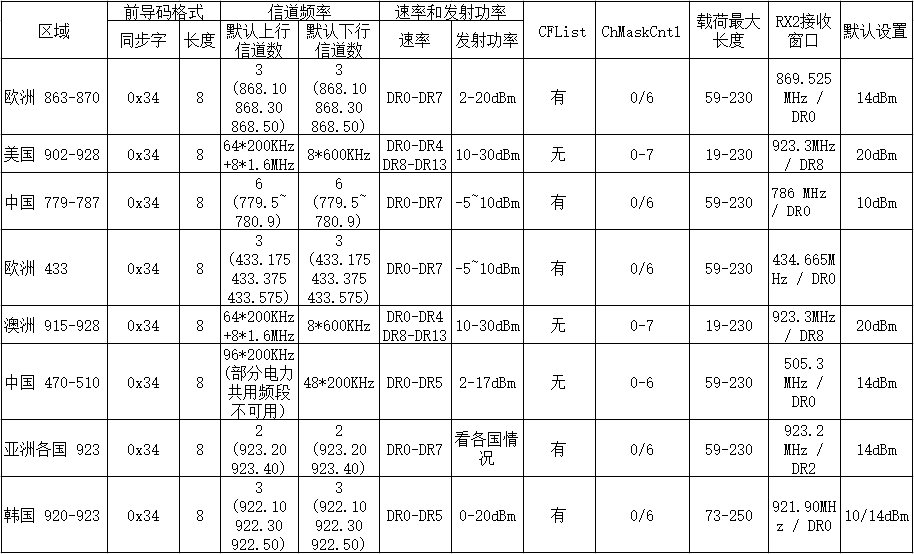 区域 前导码格式 信道频率 速率和发射功率 CFList ChMaskCntl 载荷最大长度 RX2接收窗口 默认设置
同步字 长度 默认上行信道数 默认下行信道数 速率 发射功率
欧洲 863-870 0x34 8 3 (868.10 868.30 868.50) 3 (868.10 868.30 868.50) DR0-DR7 2-20dBm 有 0/6 59-230 869.525 MHz / DR0 14dBm
美国 902-928 0x34 8 64*200KHz +8*1.6MHz 8*600KHz DR0-DR4 DR8-DR13 10-30dBm 无 0-7 19-230 923.3MHz / DR8 20dBm
中国 779-787 0x34 8 6 (779.5~ 780.9) 6 (779.5~ 780.9) DR0-DR7 -5~10dBm 有 0/6 59-230 786 MHz / DR0 10dBm
欧洲 433 0x34 8 3 (433.175 433.375 433.575) 3 (433.175 433.375 433.575) DR0-DR7 -5~10dBm 有 0/6 59-230 434.665MHz / DR0
澳洲 915-928 0x34 8 64*200KHz +8*1.6MHz 8*600KHz DR0-DR4 DR8-DR13 10-30dBm 无 0-7 19-230 923.3MHz / DR8 20dBm
中国 470-510 0x34 8 96*200KHz (部分电力共用频段不可用) 48*200KHz DR0-DR5 2-17dBm 无 0-6 59-230 505.3 MHz / DR0 14dBm
亚洲各国 923 0x34 8 2 (923.20 923.40) 2 (923.20 923.40) DR0-DR7 看各国情况 有 0/6 59-230 923.2 MHz / DR2 14dBm
韩国 920-923 0x34 8 3 (922.10 922.30 922.50) 3 (922.10 922.30 922.50) DR0-DR5 0-20dBm 有 0/6 73-250 921.90MHz / DR0 10/14dBm